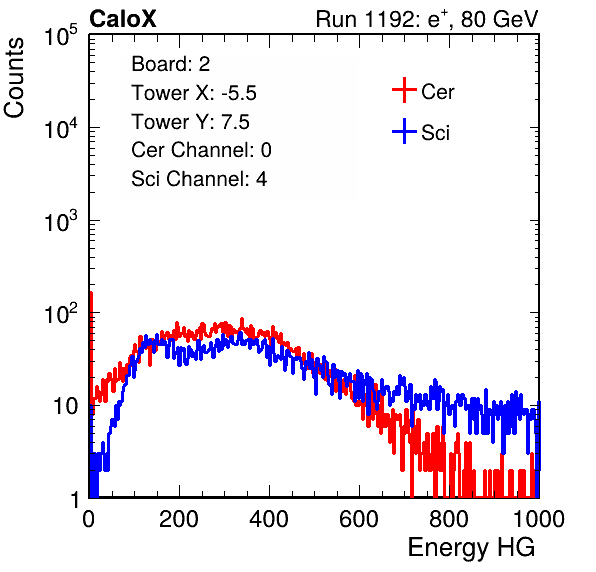 CaloX Run 1192: e⁺, 80 GeV
Counts
Board: 2
Tower X: -5.5
Tower Y: 7.5
Cer Channel: 0
Sci Channel: 4
Cer
Sci
10⁵
10⁴
10³
10²
10
1
0 200 400 600 800 1000
Energy HG